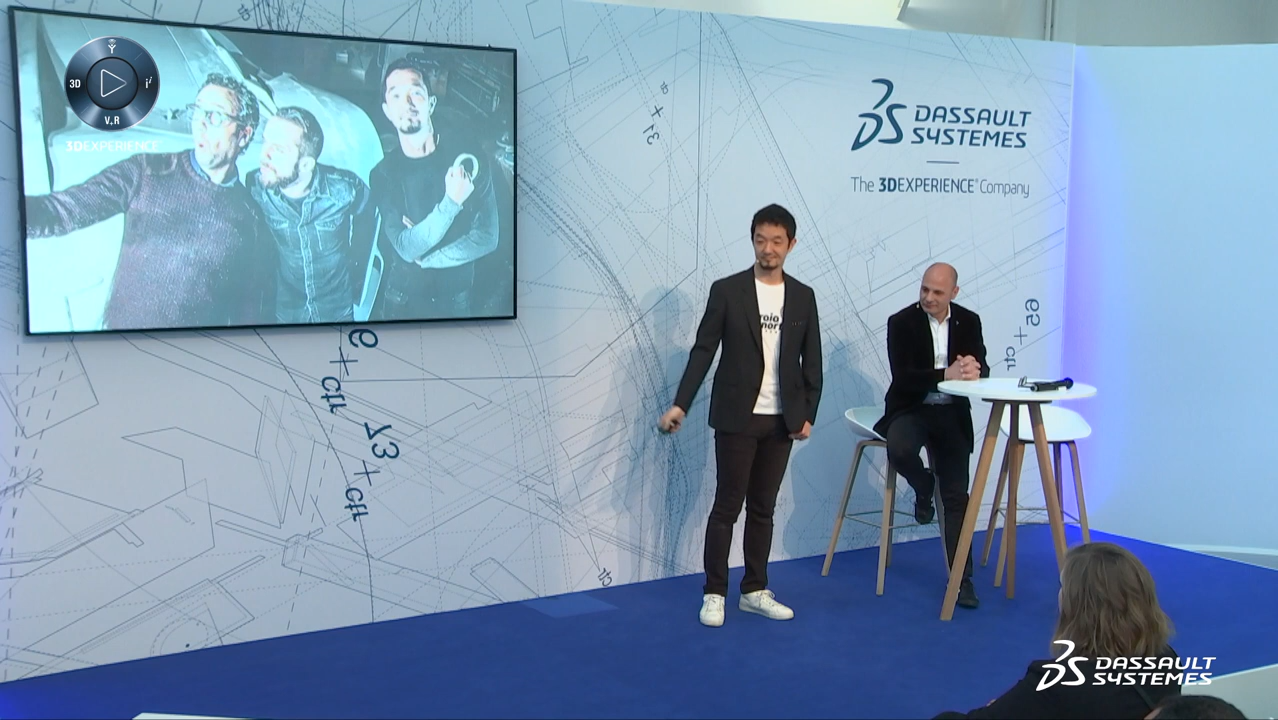 3D
i
V.R
3DEXPERIENCE
DASSAULT
SYSTEMES
The 3DEXPERIENCE® Company
DASSAULT
SYSTEMES